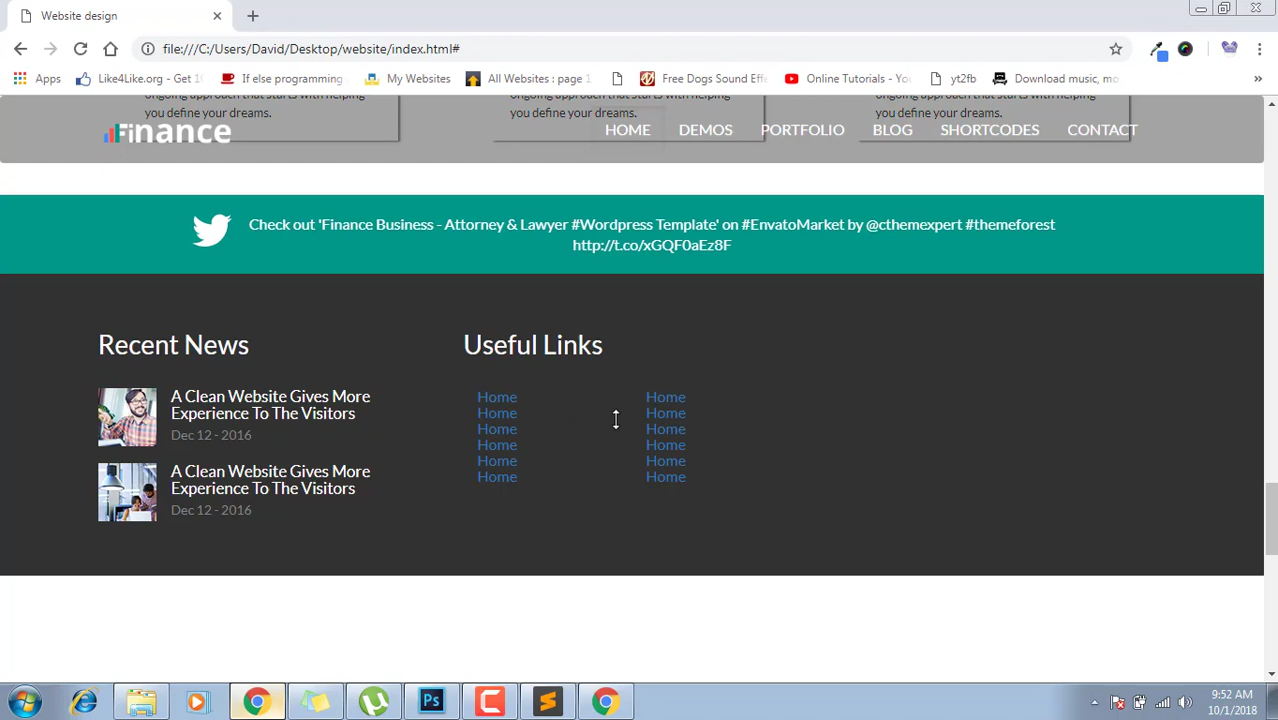 Website design
file:///C:/Users/David/Desktop/website/index.html#
Apps Like4Like.org - Get 1 If else programming My Websites All Websites : page 1 Free Dogs Sound Eff Online Tutorials - Yo yt2fb Download music, mo »
ongoing approach that starts with helping ongoing approach that starts with helping ongoing approach that starts with helping
you define your dreams. you define your dreams. you define your dreams.
Finance HOME DEMOS PORTFOLIO BLOG SHORTCODES CONTACT
Check out 'Finance Business - Attorney & Lawyer #Wordpress Template' on #EnvatoMarket by @cthemexpert #themeforest
http://t.co/xGQF0aEz8F
Recent News
A Clean Website Gives More
Experience To The Visitors
Dec 12 - 2016
A Clean Website Gives More
Experience To The Visitors
Dec 12 - 2016
Useful Links
Home Home
Home Home
Home Home
Home Home
Home Home
Home Home
Ps
9:52 AM
10/1/2018